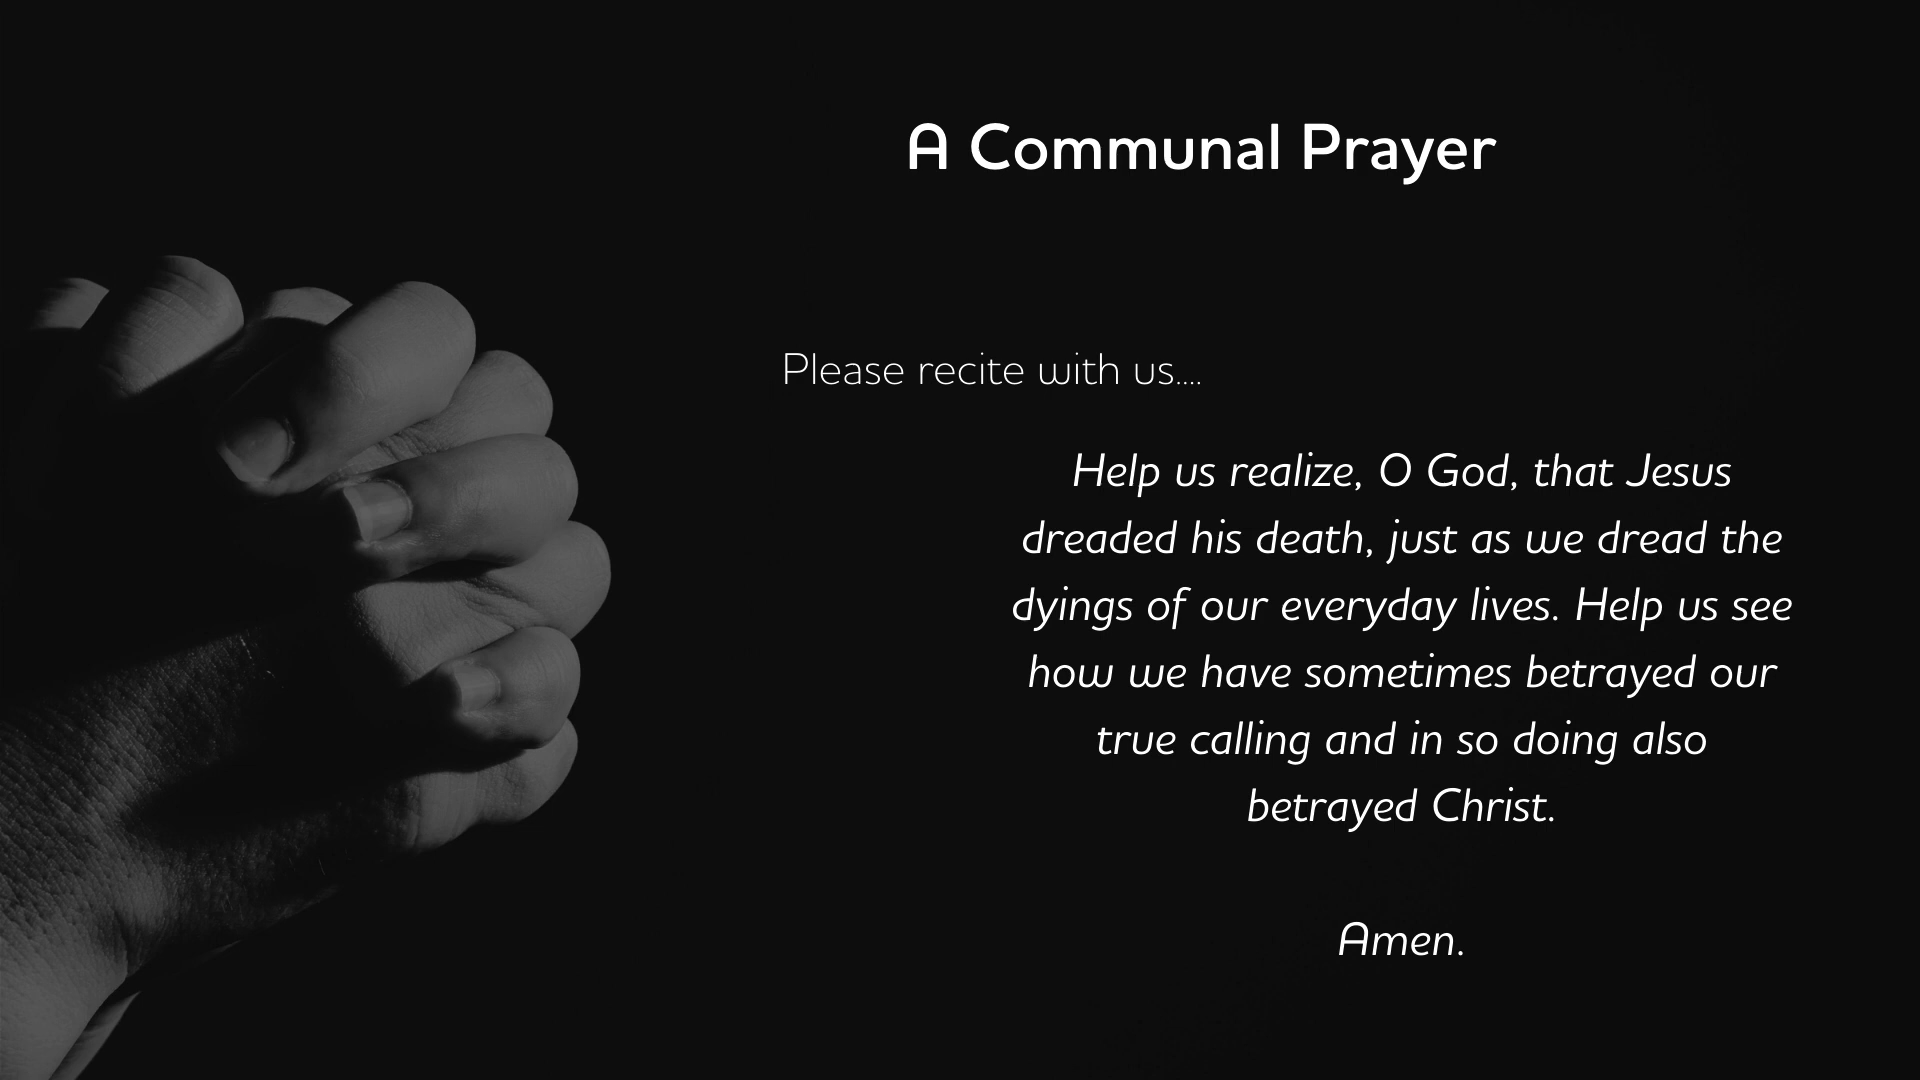 A Communal Prayer
Please recite with us....
Help us realize, O God, that Jesus
dreaded his death, just as we dread the
dyings of our everyday lives. Help us see
how we have sometimes betrayed our
true calling and in so doing also
betrayed Christ.
Amen.